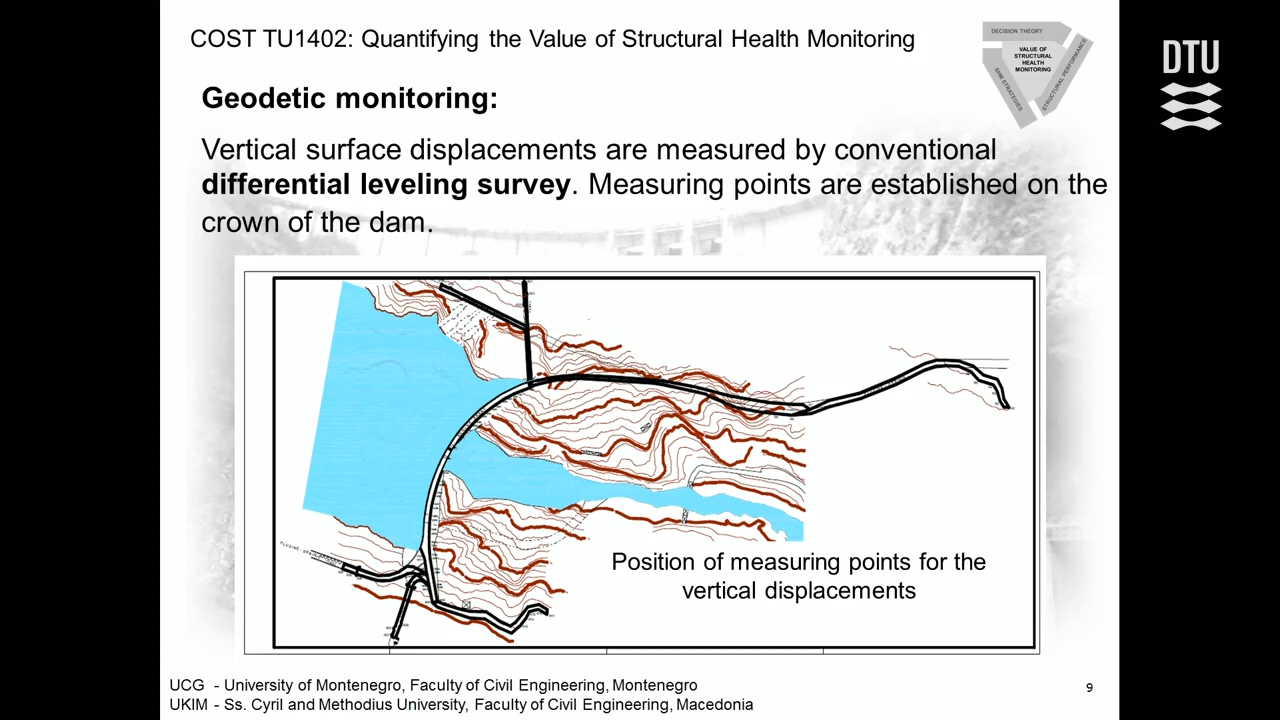 COST TU1402: Quantifying the Value of Structural Health Monitoring
DECISION THEORY
VALUE OF
STRUCTURAL
HEALTH
MONITORING
SHM STRATEGIES
STRUCTURAL PERFORMANCE
DTU
Geodetic monitoring:
Vertical surface displacements are measured by conventional
differential leveling survey. Measuring points are established on the
crown of the dam.
Position of measuring points for the
vertical displacements
UCG - University of Montenegro, Faculty of Civil Engineering, Montenegro
UKIM - Ss. Cyril and Methodius University, Faculty of Civil Engineering, Macedonia
9